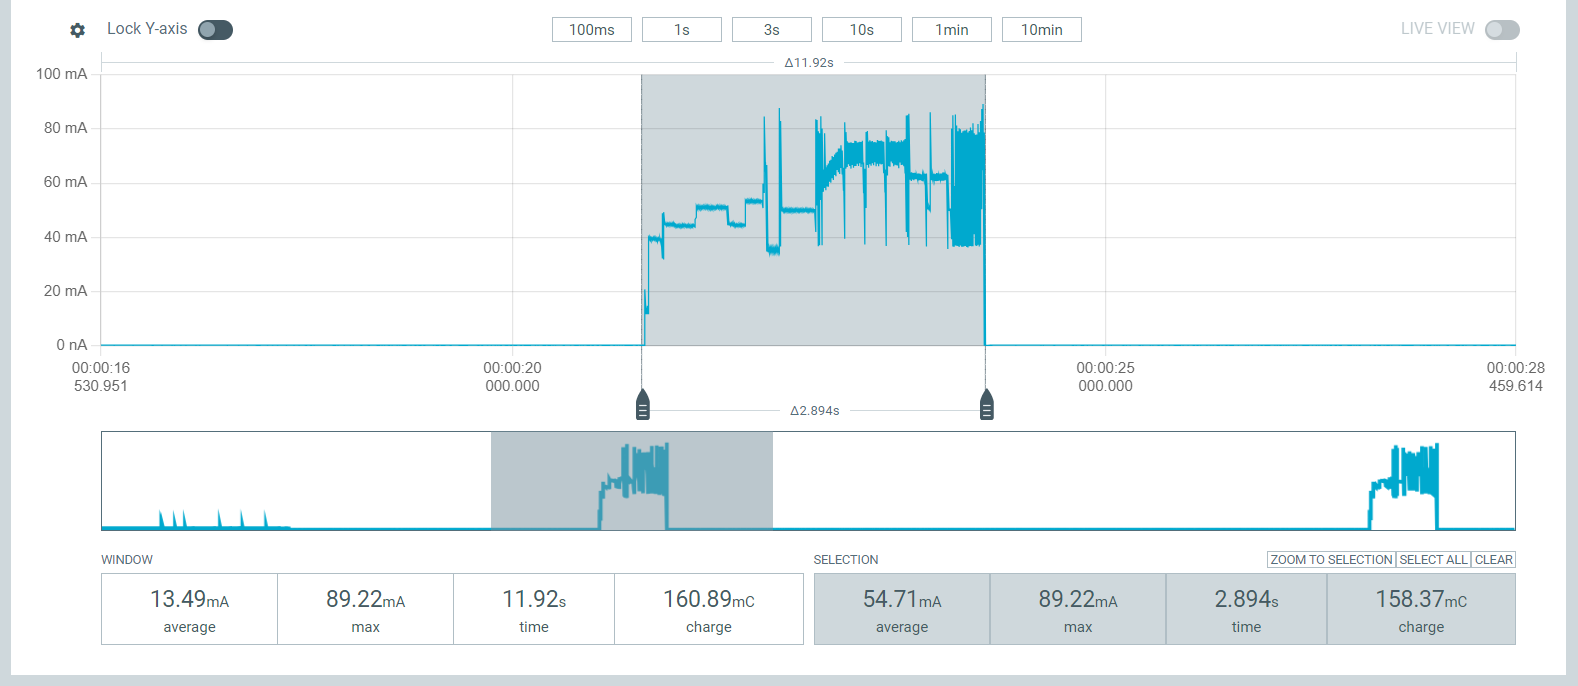 Lock Y-axis
100ms 1s 3s 10s 1min 10min
LIVE VIEW
Δ11.92s
100 mA
80 mA
60 mA
40 mA
20 mA
0 nA
00:00:16 00:00:20 00:00:25 00:00:28
530.951 000.000 000.000 459.614
Δ2.894s
WINDOW
13.49mA 89.22mA 11.92s 160.89mC
average max time charge
SELECTION
ZOOM TO SELECTION SELECT ALL CLEAR
54.71mA 89.22mA 2.894s 158.37mC
average max time charge